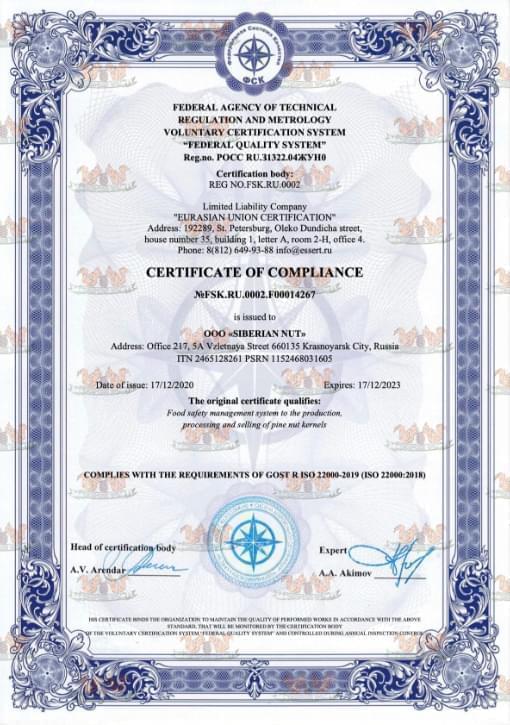 Федеральная Система Качества
ФСК
FEDERAL AGENCY OF TECHNICAL
REGULATION AND METROLOGY
VOLUNTARY CERTIFICATION SYSTEM
“FEDERAL QUALITY SYSTEM”
Reg.no. РОСС RU.31322.04ЖУН0
Certification body:
REG NO.FSK.RU.0002
Limited Liability Company
"EURASIAN UNION CERTIFICATION"
Address: 192289, St. Petersburg, Oleko Dundicha street,
house number 35, building 1, letter A, room 2-H, office 4.
Phone: 8(812) 649-93-88 info@essert.ru
CERTIFICATE OF COMPLIANCE
№FSK.RU.0002.F00014267
is issued to
OOO «SIBERIAN NUT»
Address: Office 217, 5A Vzletnaya Street 660135 Krasnoyarsk City, Russia
ITN 2465128261 PSRN 1152468031605
Date of issue: 17/12/2020 Expires: 17/12/2023
The original certificate qualifies:
Food safety management system to the production,
processing and selling of pine nut kernels
COMPLIES WITH THE REQUIREMENTS OF GOST R ISO 22000-2019 (ISO 22000:2018)
Head of certification body Expert
A.V. Arendar A.A. Akimov
HIS CERTIFICATE BINDS THE ORGANIZATION TO MAINTAIN THE QUALITY OF PERFORMED WORKS IN ACCORDANCE WITH THE ABOVE
STANDARD, THAT WILL BE MONITORED BY THE CERTIFICATION BODY
OF THE VOLUNTARY CERTIFICATION SYSTEM "FEDERAL QUALITY SYSTEM" AND CONTROLLED DURING ANNUAL INSPECTION CONTROL